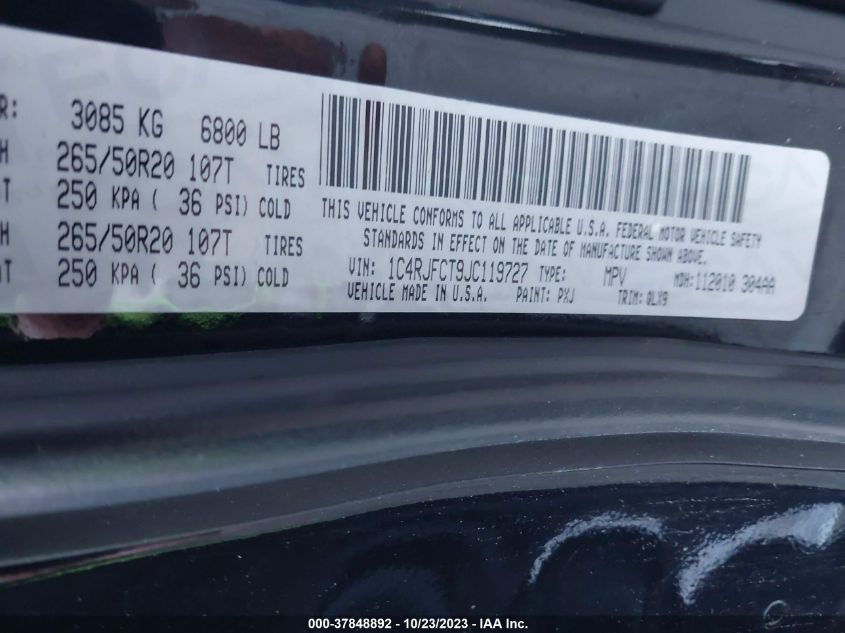 R: 3085 KG 6800 LB
H 265/50R20 107T TIRES
T 250 KPA ( 36 PSI) COLD
H 265/50R20 107T TIRES
T 250 KPA ( 36 PSI) COLD
THIS VEHICLE CONFORMS TO ALL APPLICABLE U.S.A. FEDERAL MOTOR VEHICLE SAFETY
STANDARDS IN EFFECT ON THE DATE OF MANUFACTURE SHOWN ABOVE.
VIN: 1C4RJFCT9JC119727 TYPE: MPV MDH:112010 304AA
VEHICLE MADE IN U.S.A. PAINT: PXJ TRIM: QLX9
000-37848892 - 10/23/2023 - IAA Inc.